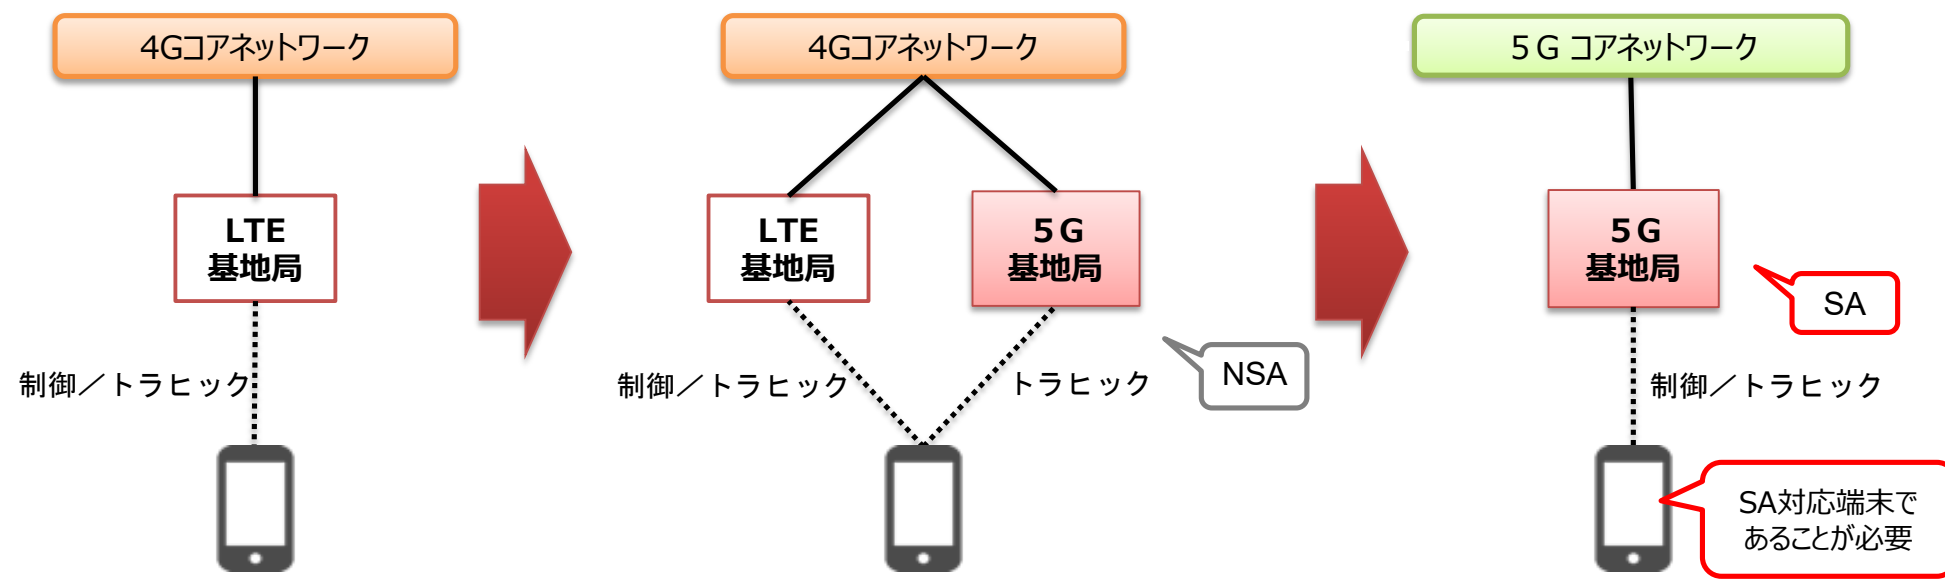 4Gコアネットワーク
4Gコアネットワーク
5G コアネットワーク
LTE
基地局
LTE
基地局
5G
基地局
5G
基地局
SA
NSA
制御／トラヒック
制御／トラヒック
トラヒック
制御／トラヒック
SA対応端末で
あることが必要